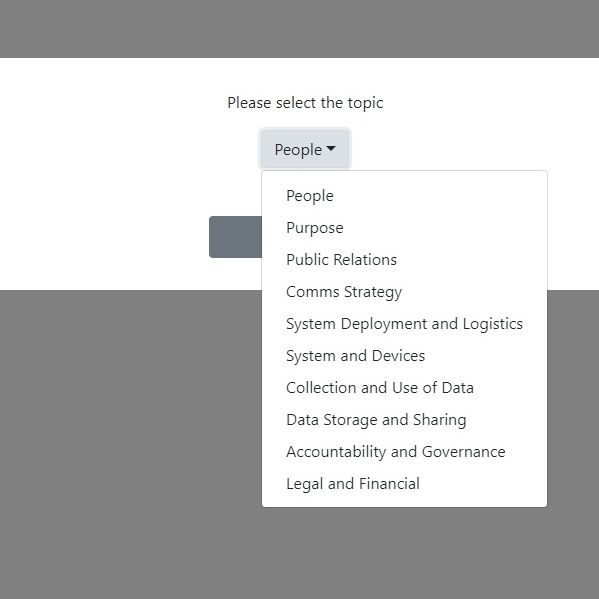 Please select the topic
People
People
Purpose
Public Relations
Comms Strategy
System Deployment and Logistics
System and Devices
Collection and Use of Data
Data Storage and Sharing
Accountability and Governance
Legal and Financial